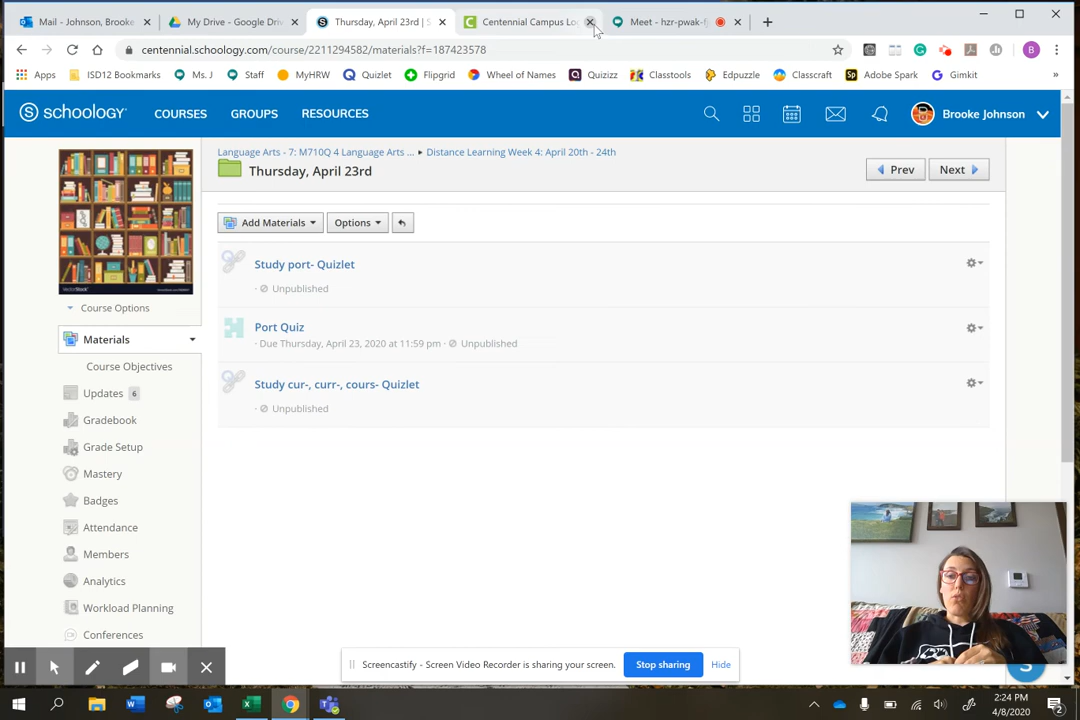 Mail - Johnson, Brooke
My Drive - Google Driv
Thursday, April 23rd | S
Centennial Campus Lo
Meet - hzr-pwak-
centennial.schoology.com/course/2211294582/materials?f=187423578
Apps
ISD12 Bookmarks
Ms. J
Staff
MyHRW
Quizlet
Flipgrid
Wheel of Names
Quizizz
Classtools
Edpuzzle
Classcraft
Adobe Spark
Gimkit
»
schoology
COURSES
GROUPS
RESOURCES
Brooke Johnson
Language Arts - 7: M710Q 4 Language Arts ... ▸ Distance Learning Week 4: April 20th - 24th
Thursday, April 23rd
Prev
Next
Add Materials
Options
Study port- Quizlet
· Unpublished
Port Quiz
· Due Thursday, April 23, 2020 at 11:59 pm · Unpublished
Study cur-, curr-, cours- Quizlet
· Unpublished
Course Options
Materials
Course Objectives
Updates 6
Gradebook
Grade Setup
Mastery
Badges
Attendance
Members
Analytics
Workload Planning
Conferences
Screencastify - Screen Video Recorder is sharing your screen.
Stop sharing
Hide
2:24 PM
4/8/2020